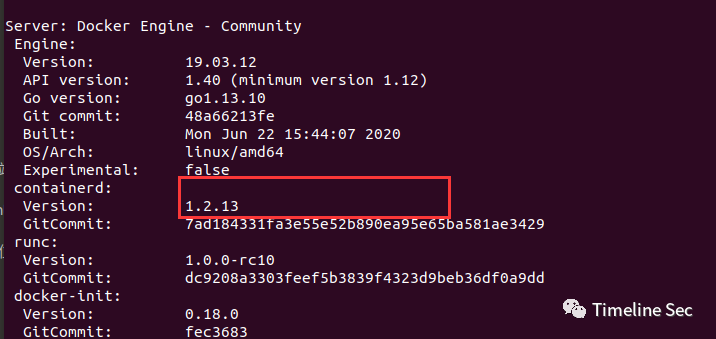 Server: Docker Engine - Community
Engine:
Version: 19.03.12
API version: 1.40 (minimum version 1.12)
Go version: go1.13.10
Git commit: 48a66213fe
Built: Mon Jun 22 15:44:07 2020
OS/Arch: linux/amd64
Experimental: false
containerd:
Version: 1.2.13
GitCommit: 7ad184331fa3e55e52b890ea95e65ba581ae3429
runc:
Version: 1.0.0-rc10
GitCommit: dc9208a3303feef5b3839f4323d9beb36df0a9dd
docker-init:
Version: 0.18.0
GitCommit: fec3683
Timeline Sec